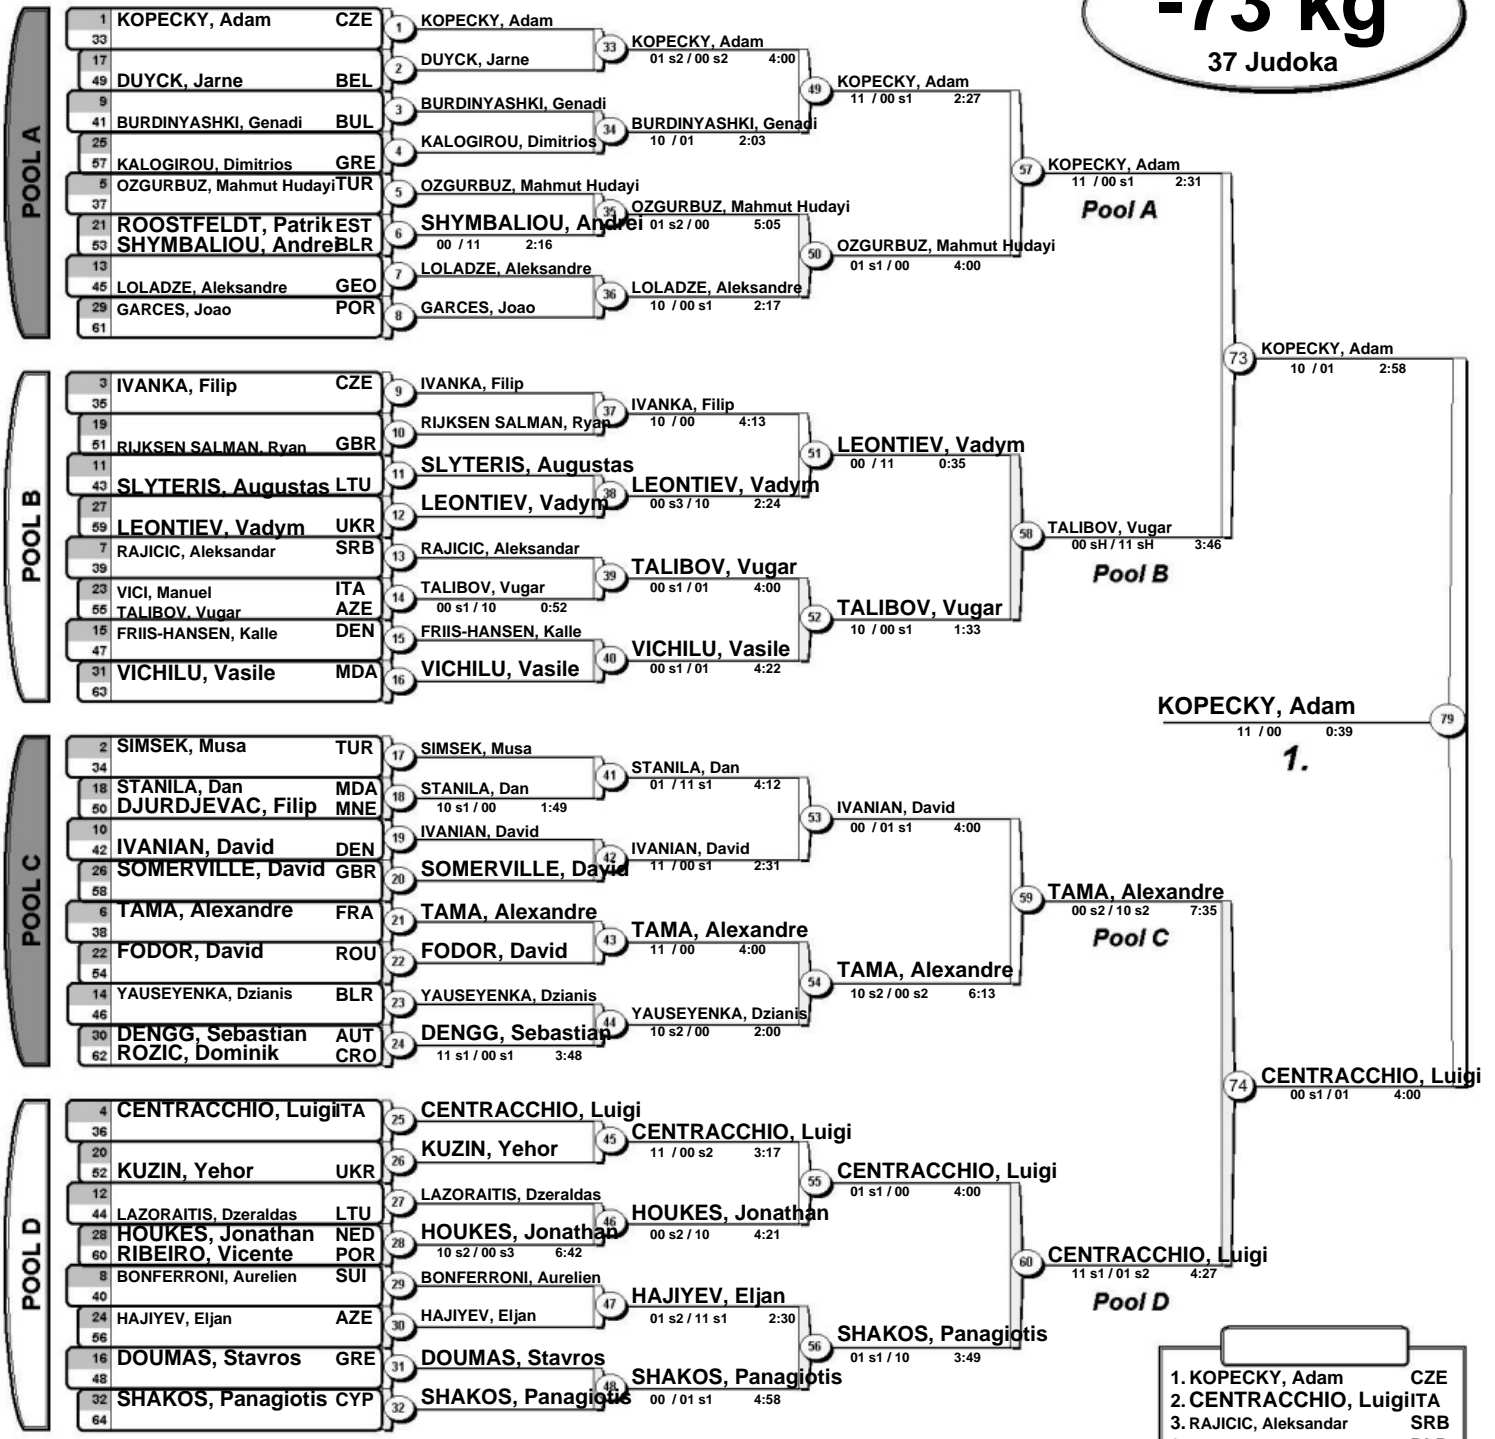 -73 kg
37 Judoka
POOL A
1 KOPECKY, Adam CZE
33
17
49 DUYCK, Jarne BEL
9
41 BURDINYASHKI, Genadi BUL
25
57 KALOGIROU, Dimitrios GRE
5 OZGURBUZ, Mahmut Hudayi TUR
37
21 ROOSTFELDT, Patrik EST
53 SHYMBALIOU, Andrei BLR
13
45 LOLADZE, Aleksandre GEO
29 GARCES, Joao POR
61
1 KOPECKY, Adam
2 DUYCK, Jarne
3 BURDINYASHKI, Genadi
4 KALOGIROU, Dimitrios
5 OZGURBUZ, Mahmut Hudayi
6 SHYMBALIOU, Andrei
00 / 11 2:16
7 LOLADZE, Aleksandre
8 GARCES, Joao
33 KOPECKY, Adam
01 s2 / 00 s2 4:00
34 BURDINYASHKI, Genadi
10 / 01 2:03
35 OZGURBUZ, Mahmut Hudayi
01 s2 / 00 5:05
36 LOLADZE, Aleksandre
10 / 00 s1 2:17
49 KOPECKY, Adam
11 / 00 s1 2:27
50 OZGURBUZ, Mahmut Hudayi
01 s1 / 00 4:00
57 KOPECKY, Adam
11 / 00 s1 2:31
Pool A
POOL B
3 IVANKA, Filip CZE
35
19
51 RIJKSEN SALMAN, Ryan GBR
11
43 SLYTERIS, Augustas LTU
27
59 LEONTIEV, Vadym UKR
7 RAJICIC, Aleksandar SRB
39
23 VICI, Manuel ITA
55 TALIBOV, Vugar AZE
15 FRIIS-HANSEN, Kalle DEN
47
31 VICHILU, Vasile MDA
63
9 IVANKA, Filip
10 RIJKSEN SALMAN, Ryan
11 SLYTERIS, Augustas
12 LEONTIEV, Vadym
13 RAJICIC, Aleksandar
14 TALIBOV, Vugar
00 s1 / 10 0:52
15 FRIIS-HANSEN, Kalle
16 VICHILU, Vasile
37 IVANKA, Filip
10 / 00 4:13
38 LEONTIEV, Vadym
00 s3 / 10 2:24
39 TALIBOV, Vugar
00 s1 / 01 4:00
40 VICHILU, Vasile
00 s1 / 01 4:22
51 LEONTIEV, Vadym
00 / 11 0:35
52 TALIBOV, Vugar
10 / 00 s1 1:33
58 TALIBOV, Vugar
00 sH / 11 sH 3:46
Pool B
73 KOPECKY, Adam
10 / 01 2:58
KOPECKY, Adam 79
11 / 00 0:39
1.
POOL C
2 SIMSEK, Musa TUR
34
18 STANILA, Dan MDA
50 DJURDJEVAC, Filip MNE
10
42 IVANIAN, David DEN
26 SOMERVILLE, David GBR
58
6 TAMA, Alexandre FRA
38
22 FODOR, David ROU
54
14 YAUSEYENKA, Dzianis BLR
46
30 DENGG, Sebastian AUT
62 ROZIC, Dominik CRO
17 SIMSEK, Musa
18 STANILA, Dan
10 s1 / 00 1:49
19 IVANIAN, David
20 SOMERVILLE, David
21 TAMA, Alexandre
22 FODOR, David
23 YAUSEYENKA, Dzianis
24 DENGG, Sebastian
11 s1 / 00 s1 3:48
41 STANILA, Dan
01 / 11 s1 4:12
42 IVANIAN, David
11 / 00 s1 2:31
43 TAMA, Alexandre
11 / 00 4:00
44 YAUSEYENKA, Dzianis
10 s2 / 00 2:00
53 IVANIAN, David
00 / 01 s1 4:00
54 TAMA, Alexandre
10 s2 / 00 s2 6:13
59 TAMA, Alexandre
00 s2 / 10 s2 7:35
Pool C
74 CENTRACCHIO, Luigi
00 s1 / 01 4:00
POOL D
4 CENTRACCHIO, Luigi ITA
36
20
52 KUZIN, Yehor UKR
12
44 LAZORAITIS, Dzeraldas LTU
28 HOUKES, Jonathan NED
60 RIBEIRO, Vicente POR
8 BONFERRONI, Aurelien SUI
40
24 HAJIYEV, Eljan AZE
56
16 DOUMAS, Stavros GRE
48
32 SHAKOS, Panagiotis CYP
64
25 CENTRACCHIO, Luigi
26 KUZIN, Yehor
27 LAZORAITIS, Dzeraldas
28 HOUKES, Jonathan
10 s2 / 00 s3 6:42
29 BONFERRONI, Aurelien
30 HAJIYEV, Eljan
31 DOUMAS, Stavros
32 SHAKOS, Panagiotis
45 CENTRACCHIO, Luigi
11 / 00 s2 3:17
46 HOUKES, Jonathan
00 s2 / 10 4:21
47 HAJIYEV, Eljan
01 s2 / 11 s1 2:30
48 SHAKOS, Panagiotis
00 / 01 s1 4:58
55 CENTRACCHIO, Luigi
01 s1 / 00 4:00
56 SHAKOS, Panagiotis
01 s1 / 10 3:49
60 CENTRACCHIO, Luigi
11 s1 / 01 s2 4:27
Pool D
1. KOPECKY, Adam CZE
2. CENTRACCHIO, Luigi ITA
3. RAJICIC, Aleksandar SRB